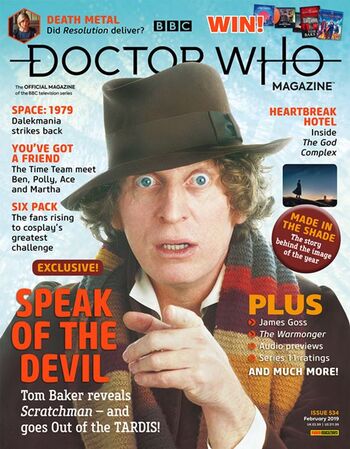 DEATH METAL
Did Resolution deliver?
BBC
WIN!
DOCTOR WHO
MAGAZINE
The OFFICIAL MAGAZINE
of the BBC television series
SPACE: 1979
Dalekmania
strikes back
YOU'VE GOT
A FRIEND
The Time Team meet
Ben, Polly, Ace
and Martha
SIX PACK
The fans rising
to cosplay's
greatest
challenge
HEARTBREAK
HOTEL
Inside
The God
Complex
MADE IN
THE SHADE
The story
behind the image
of the year
EXCLUSIVE!
SPEAK
OF THE
DEVIL
Tom Baker reveals
Scratchman – and
goes Out of the TARDIS!
PLUS
James Goss
The Warmonger
Audio previews
Series 11 ratings
AND MUCH MORE!
ISSUE 534
February 2019